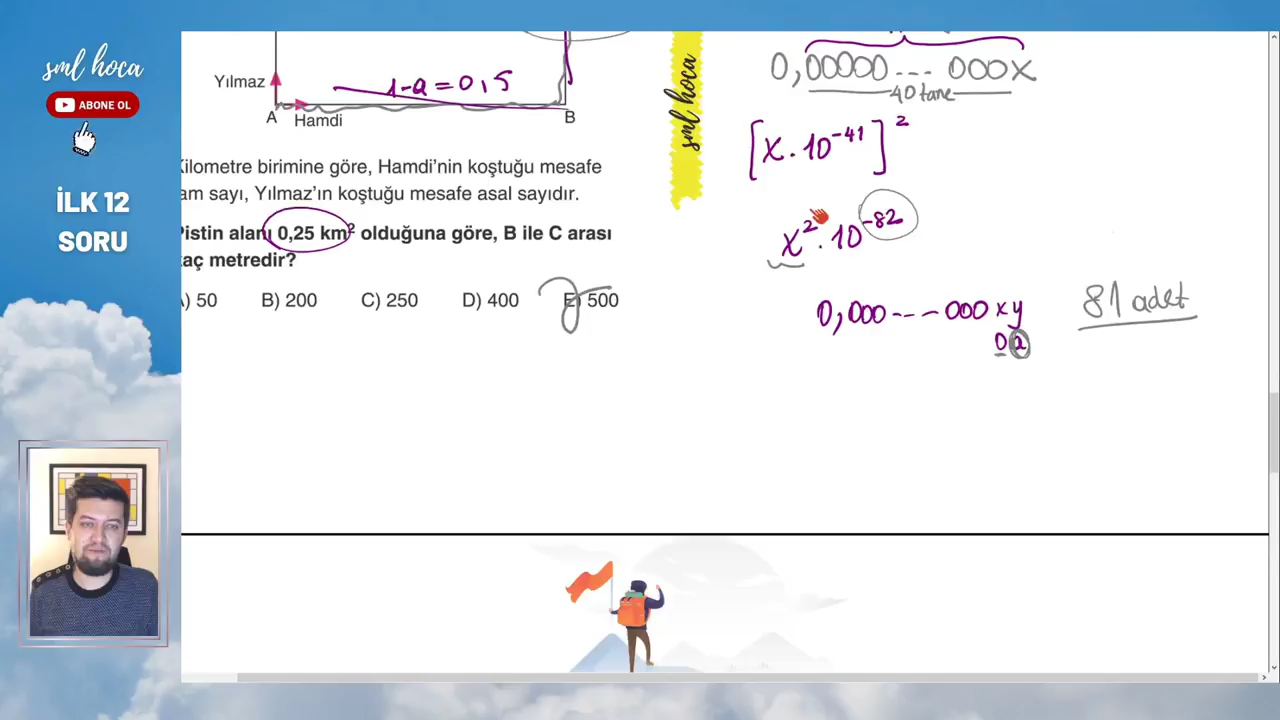 sml hoca
ABONE OL
İLK 12
SORU
Yılmaz
1-a=0,5
A
Hamdi
B
Kilometre birimine göre, Hamdi'nin koştuğu mesafe
am sayı, Yılmaz'ın koştuğu mesafe asal sayıdır.
Pistin alanı 0,25 km² olduğuna göre, B ile C arası
kaç metredir?
A) 50 B) 200 C) 250 D) 400 E) 500
sml hoca
0,00000... 000x
40 tane
[x.10⁻⁴¹]²
x².10⁻⁸²
0,000---000xy
81 adet